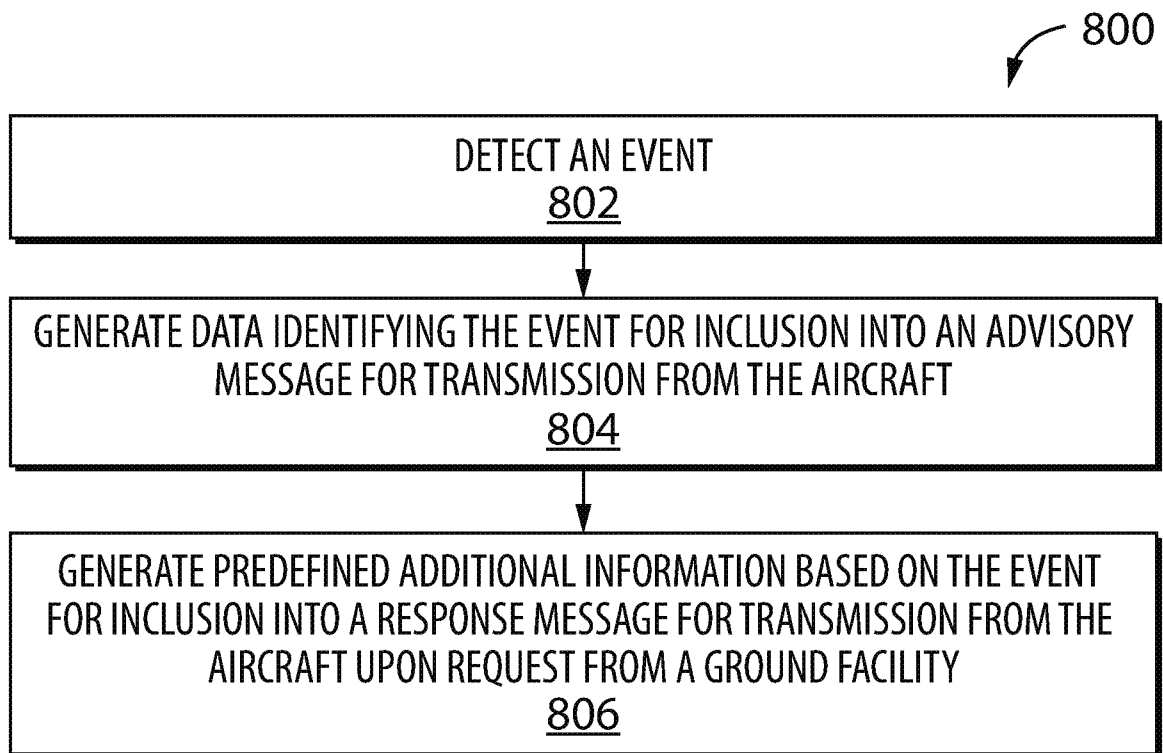 800
DETECT AN EVENT
802
GENERATE DATA IDENTIFYING THE EVENT FOR INCLUSION INTO AN ADVISORY
MESSAGE FOR TRANSMISSION FROM THE AIRCRAFT
804
GENERATE PREDEFINED ADDITIONAL INFORMATION BASED ON THE EVENT
FOR INCLUSION INTO A RESPONSE MESSAGE FOR TRANSMISSION FROM THE
AIRCRAFT UPON REQUEST FROM A GROUND FACILITY
806